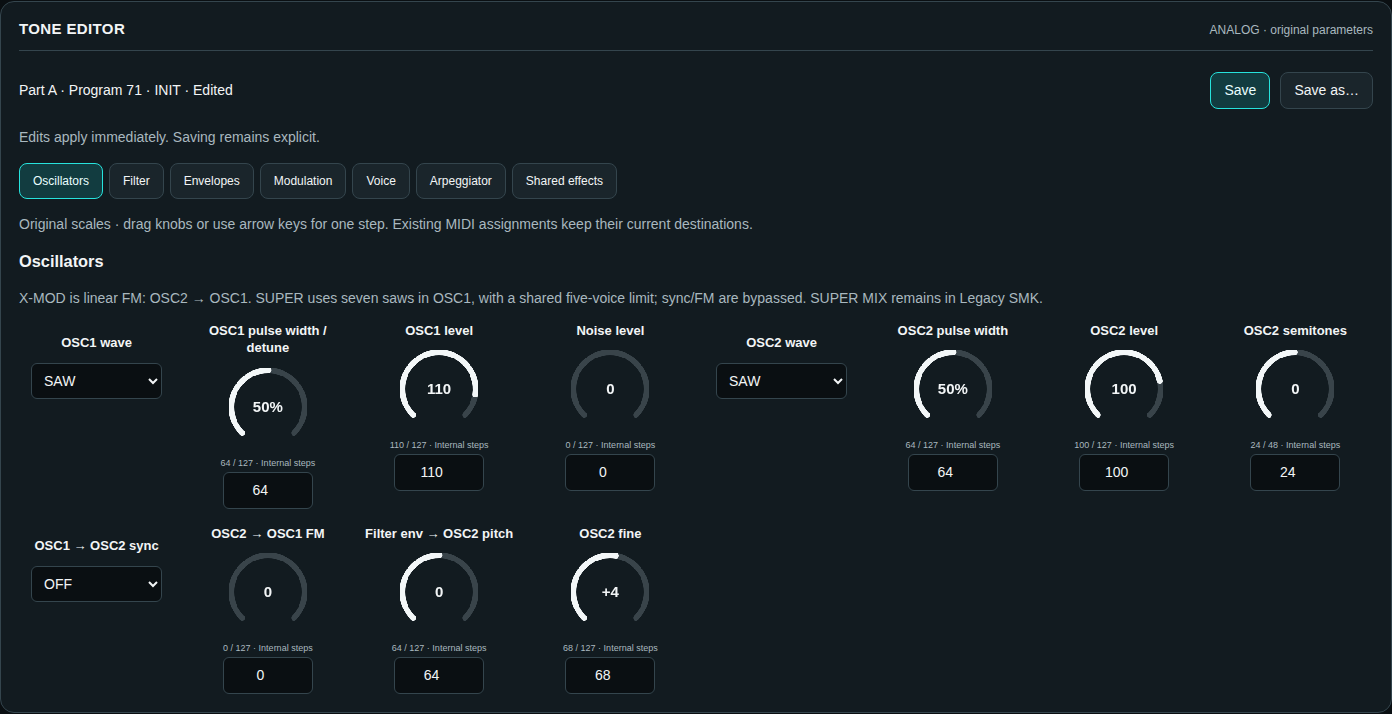 TONE EDITOR
ANALOG · original parameters
Part A · Program 71 · INIT · Edited
Save
Save as…
Edits apply immediately. Saving remains explicit.
Oscillators
Filter
Envelopes
Modulation
Voice
Arpeggiator
Shared effects
Original scales · drag knobs or use arrow keys for one step. Existing MIDI assignments keep their current destinations.
Oscillators
X-MOD is linear FM: OSC2 → OSC1. SUPER uses seven saws in OSC1, with a shared five-voice limit; sync/FM are bypassed. SUPER MIX remains in Legacy SMK.
OSC1 wave
SAW
OSC1 pulse width /
detune
50%
64 / 127 · Internal steps
64
OSC1 level
110
110 / 127 · Internal steps
110
Noise level
0
0 / 127 · Internal steps
0
OSC2 wave
SAW
OSC2 pulse width
50%
64 / 127 · Internal steps
64
OSC2 level
100
100 / 127 · Internal steps
100
OSC2 semitones
0
24 / 48 · Internal steps
24
OSC1 → OSC2 sync
OFF
OSC2 → OSC1 FM
0
0 / 127 · Internal steps
0
Filter env → OSC2 pitch
0
64 / 127 · Internal steps
64
OSC2 fine
+4
68 / 127 · Internal steps
68